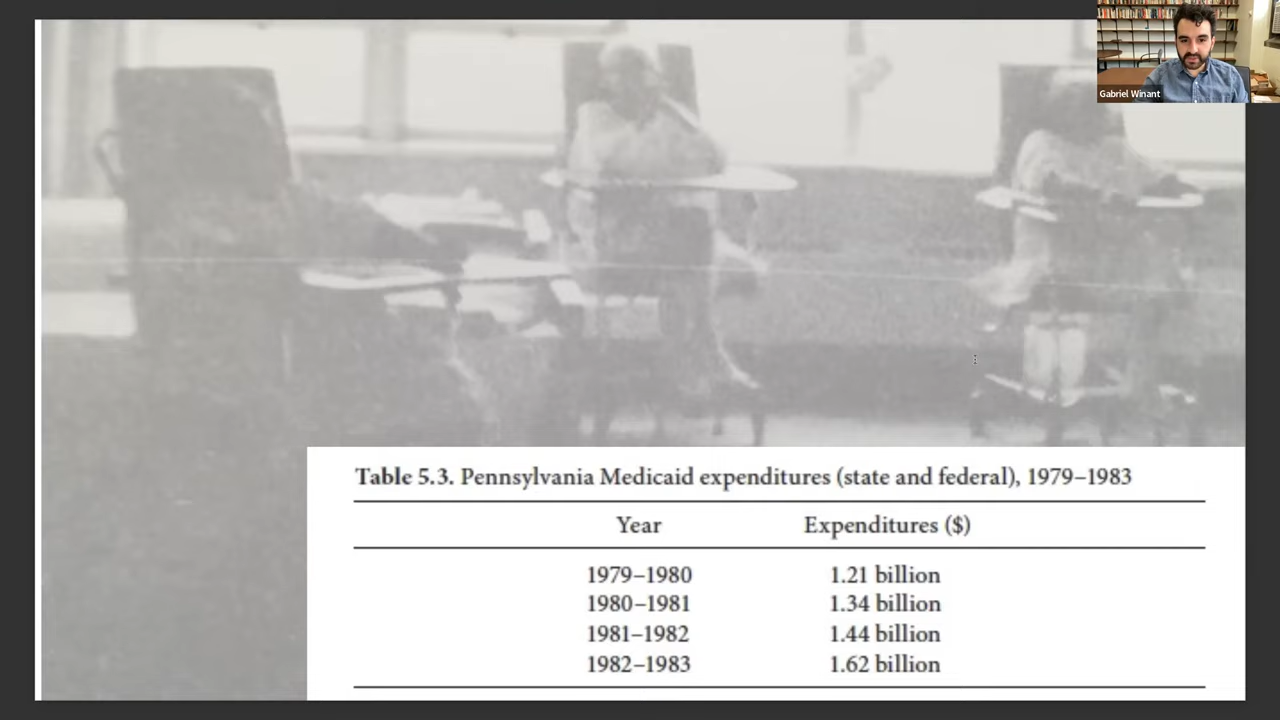 Gabriel Winant
Table 5.3. Pennsylvania Medicaid expenditures (state and federal), 1979–1983
Year Expenditures ($)
1979–1980 1.21 billion
1980–1981 1.34 billion
1981–1982 1.44 billion
1982–1983 1.62 billion